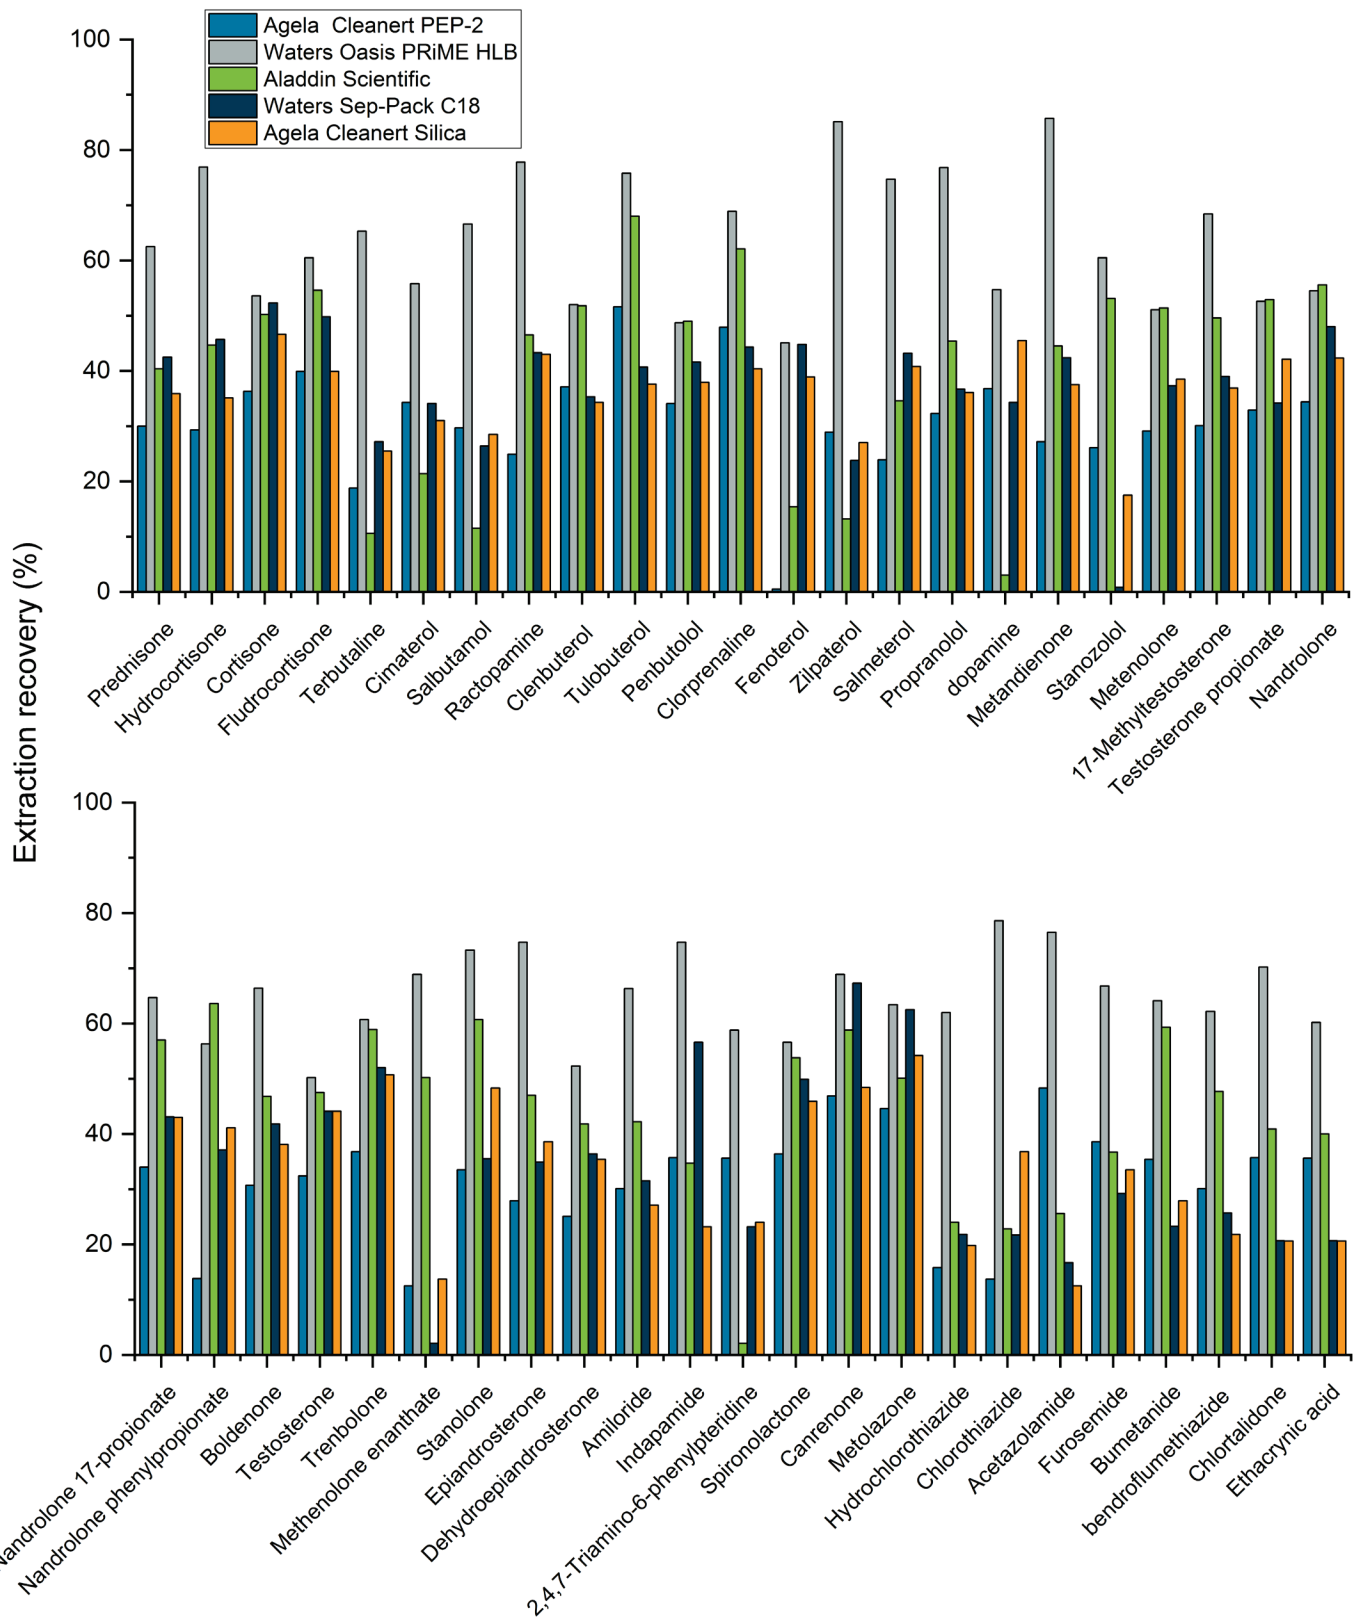 Agela Cleanert PEP-2
Waters Oasis PRiME HLB
Aladdin Scientific
Waters Sep-Pack C18
Agela Cleanert Silica
Extraction recovery (%)
100
80
60
40
20
0
Prednisone
Hydrocortisone
Cortisone
Fludrocortisone
Terbutaline
Cimaterol
Salbutamol
Ractopamine
Clenbuterol
Tulobuterol
Penbutolol
Clorprenaline
Fenoterol
Zilpaterol
Salmeterol
Propranolol
dopamine
Metandienone
Stanozolol
Metenolone
17-Methyltestosterone
Testosterone propionate
Nandrolone
100
80
60
40
20
0
Nandrolone 17-propionate
Nandrolone phenylpropionate
Boldenone
Testosterone
Trenbolone
Methenolone enanthate
Stanolone
Epiandrosterone
Dehydroepiandrosterone
Amiloride
Indapamide
2,4,7-Triamino-6-phenylpteridine
Spironolactone
Canrenone
Metolazone
Hydrochlorothiazide
Chlorothiazide
Acetazolamide
Furosemide
Bumetanide
bendroflumethiazide
Chlortalidone
Ethacrynic acid